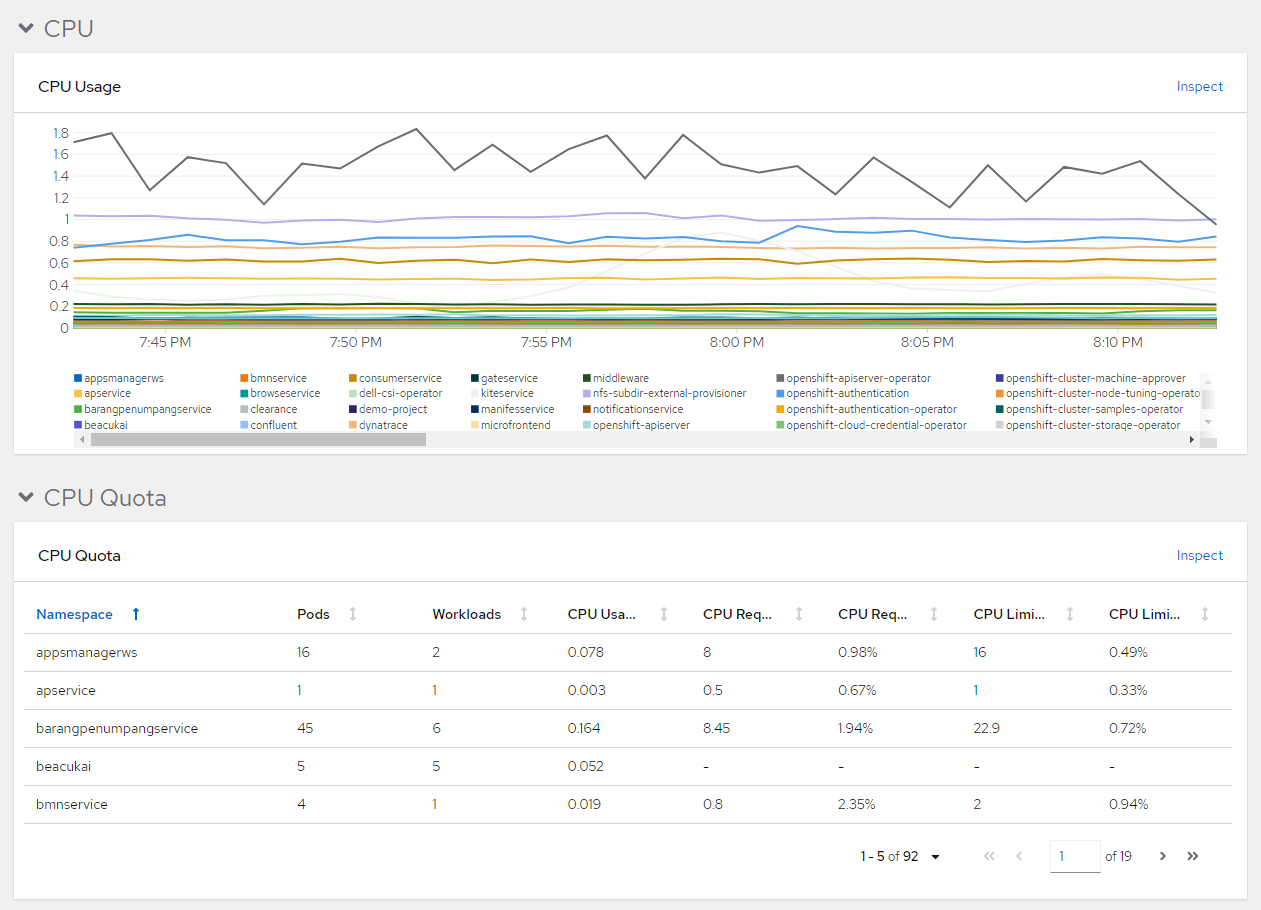 CPU
CPU Usage Inspect
1.8
1.6
1.4
1.2
1
0.8
0.6
0.4
0.2
0
7:45 PM 7:50 PM 7:55 PM 8:00 PM 8:05 PM 8:10 PM
appsmanagerws bmnservice consumerservice gateservice middleware openshift-apiserver-operator openshift-cluster-machine-approver
apservice browseservice dell-csi-operator kiteservice nfs-subdir-external-provisioner openshift-authentication openshift-cluster-node-tuning-operato
barangpenumpangservice clearance demo-project manifesservice notificationservice openshift-authentication-operator openshift-cluster-samples-operator
beacukai confluent dynatrace microfrontend openshift-apiserver openshift-cloud-credential-operator openshift-cluster-storage-operator
CPU Quota
CPU Quota Inspect
Namespace Pods Workloads CPU Usa... CPU Req... CPU Req... CPU Limi... CPU Limi...
appsmanagerws 16 2 0.078 8 0.98% 16 0.49%
apservice 1 1 0.003 0.5 0.67% 1 0.33%
barangpenumpangservice 45 6 0.164 8.45 1.94% 22.9 0.72%
beacukai 5 5 0.052 - - - -
bmnservice 4 1 0.019 0.8 2.35% 2 0.94%
1 - 5 of 92 1 of 19